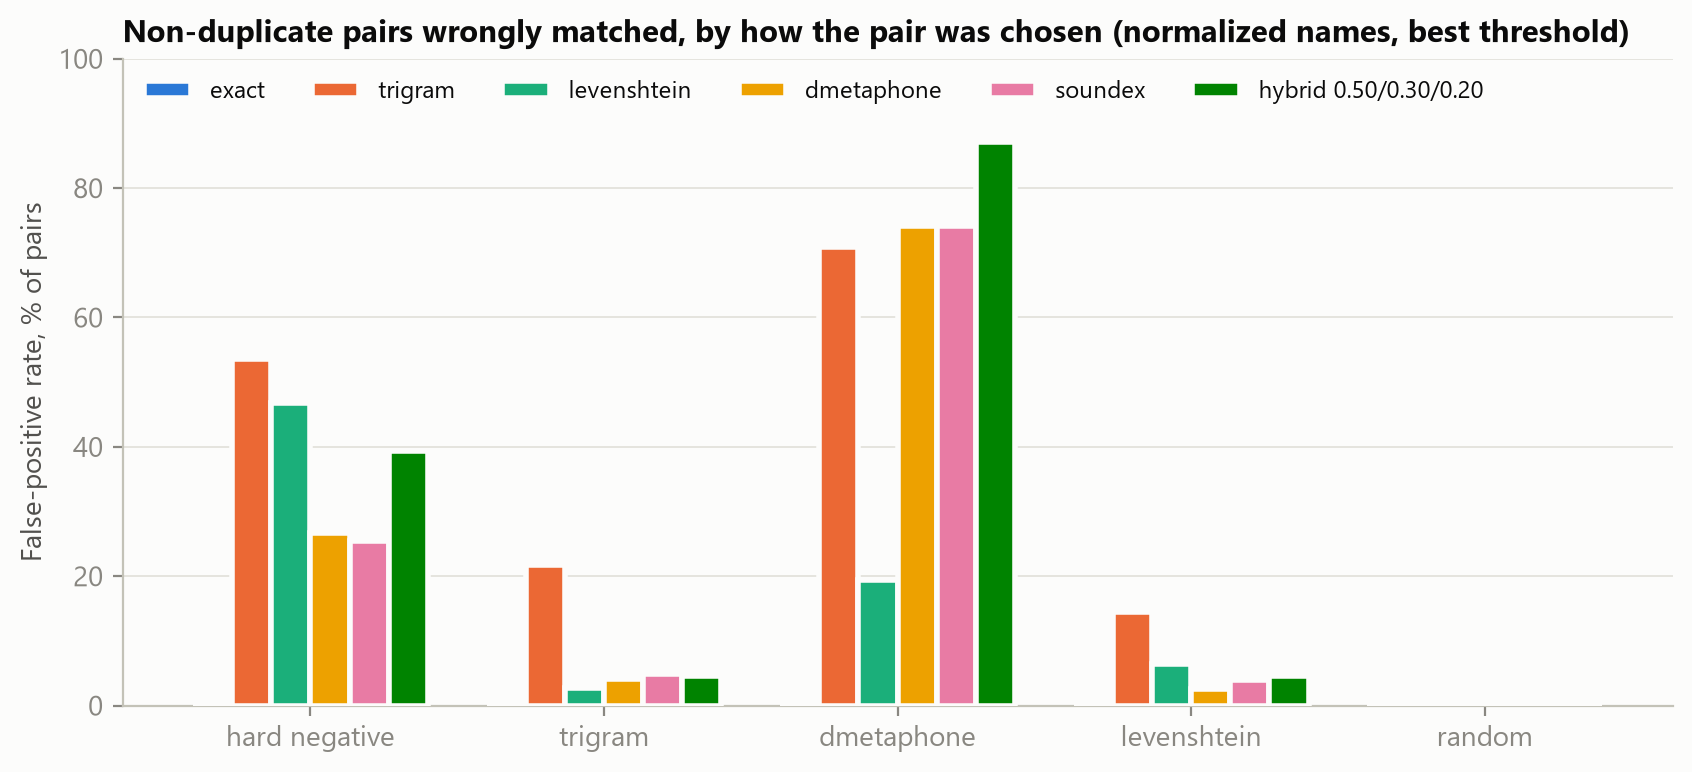 Non-duplicate pairs wrongly matched, by how the pair was chosen (normalized names, best threshold)
exact trigram levenshtein dmetaphone soundex hybrid 0.50/0.30/0.20
False-positive rate, % of pairs
100
80
60
40
20
0
hard negative trigram dmetaphone levenshtein random